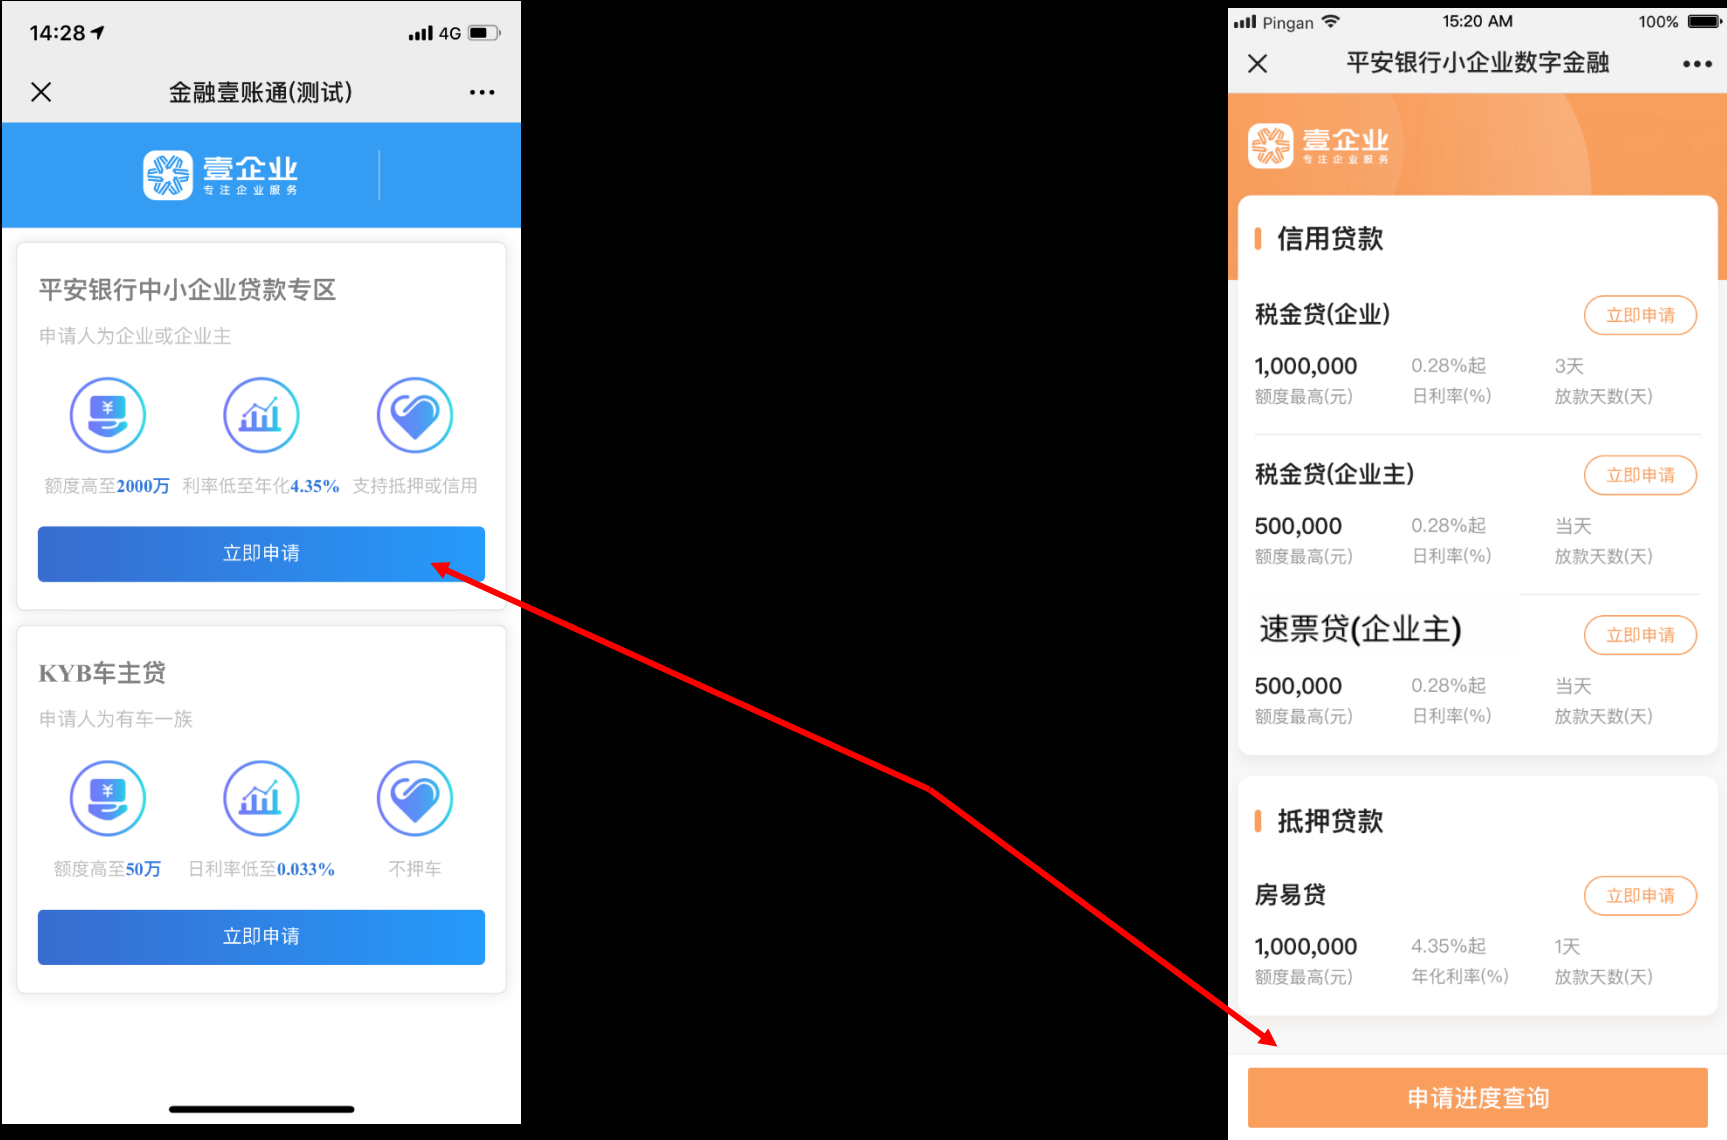 14:28
4G
金融壹账通(测试)
壹企业
专注企业服务
平安银行中小企业贷款专区
申请人为企业或企业主
额度高至2000万 利率低至年化4.35% 支持抵押或信用
立即申请
KYB车主贷
申请人为有车一族
额度高至50万 日利率低至0.033% 不押车
立即申请
Pingan 15:20 AM 100%
平安银行小企业数字金融
壹企业
专注企业服务
信用贷款
税金贷(企业) 立即申请
1,000,000 0.28%起 3天
额度最高(元) 日利率(%) 放款天数(天)
税金贷(企业主) 立即申请
500,000 0.28%起 当天
额度最高(元) 日利率(%) 放款天数(天)
速票贷(企业主) 立即申请
500,000 0.28%起 当天
额度最高(元) 日利率(%) 放款天数(天)
抵押贷款
房易贷 立即申请
1,000,000 4.35%起 1天
额度最高(元) 年化利率(%) 放款天数(天)
申请进度查询